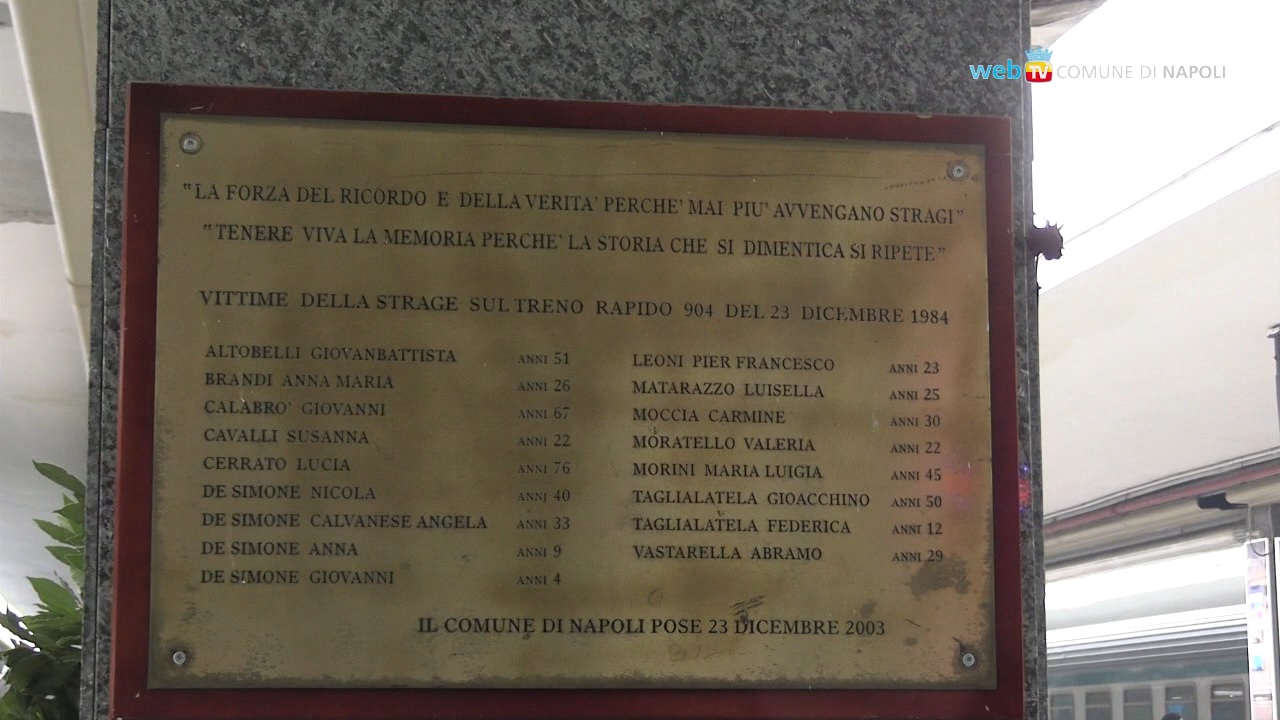 web TV COMUNE DI NAPOLI
"LA FORZA DEL RICORDO E DELLA VERITA' PERCHE' MAI PIU' AVVENGANO STRAGI"
"TENERE VIVA LA MEMORIA PERCHE' LA STORIA CHE SI DIMENTICA SI RIPETE"
VITTIME DELLA STRAGE SUL TRENO RAPIDO 904 DEL 23 DICEMBRE 1984
ALTOBELLI GIOVANBATTISTA ANNI 51
BRANDI ANNA MARIA ANNI 26
CALABRO' GIOVANNI ANNI 67
CAVALLI SUSANNA ANNI 22
CERRATO LUCIA ANNI 76
DE SIMONE NICOLA ANNI 40
DE SIMONE CALVANESE ANGELA ANNI 33
DE SIMONE ANNA ANNI 9
DE SIMONE GIOVANNI ANNI 4
LEONI PIER FRANCESCO ANNI 23
MATARAZZO LUISELLA ANNI 25
MOCCIA CARMINE ANNI 30
MORATELLO VALERIA ANNI 22
MORINI MARIA LUIGIA ANNI 45
TAGLIALATELA GIOACCHINO ANNI 50
TAGLIALATELA FEDERICA ANNI 12
VASTARELLA ABRAMO ANNI 29
IL COMUNE DI NAPOLI POSE 23 DICEMBRE 2003